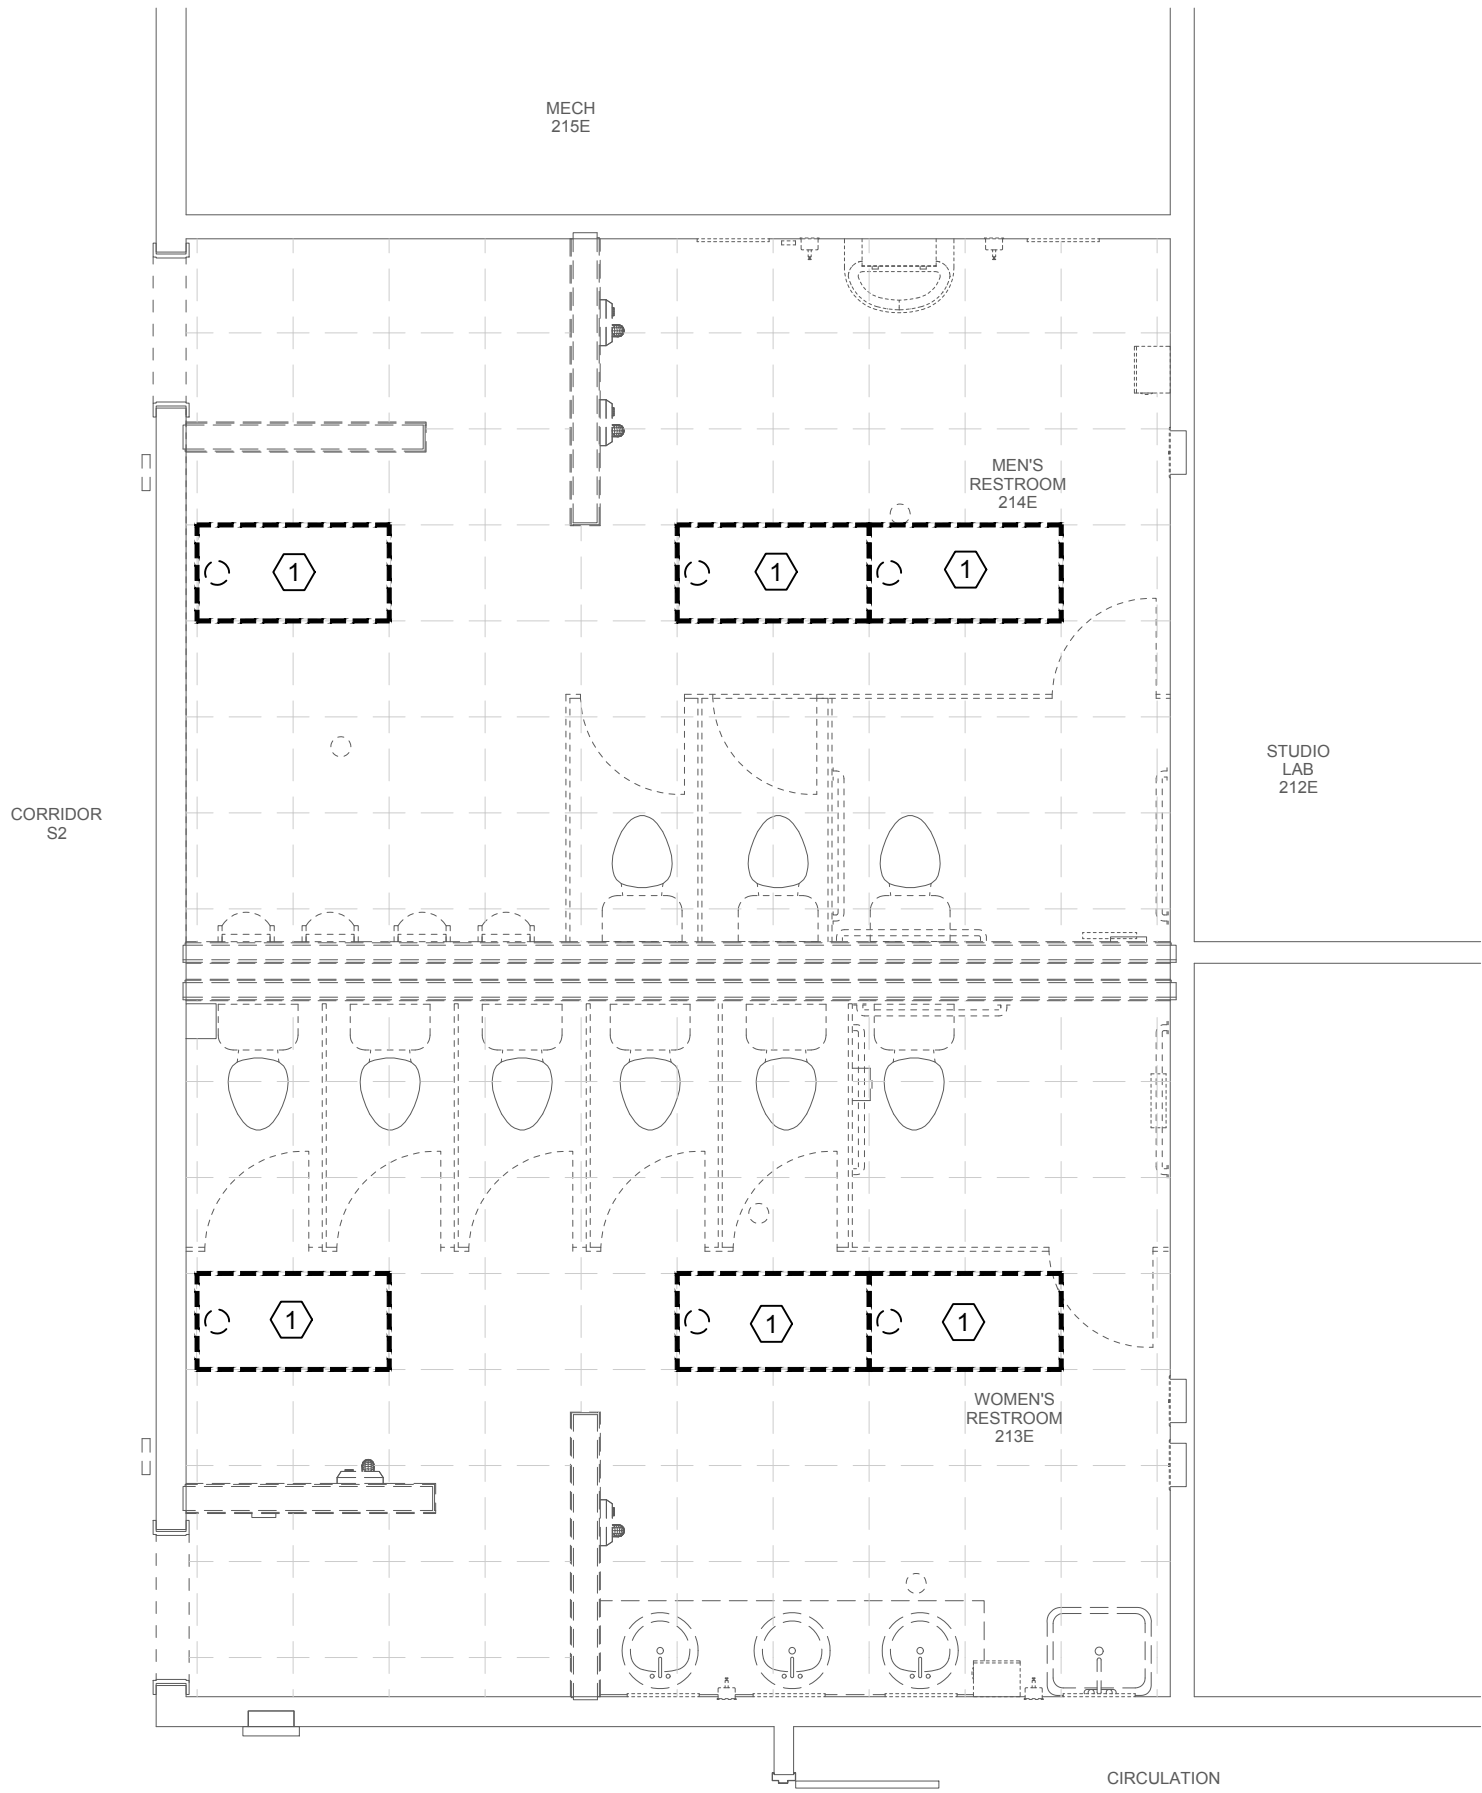 MECH
215E
MEN'S
RESTROOM
214E
1
1
1
STUDIO
LAB
212E
CORRIDOR
S2
1
1
1
WOMEN'S
RESTROOM
213E
CIRCULATION